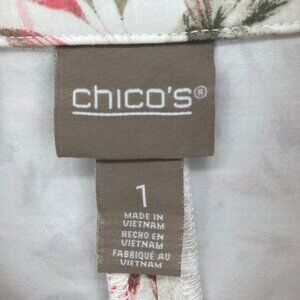 chico's®
1
MADE IN
VIETNAM
HECHO EN
VIETNAM
FABRIQUÉ AU
VIETNAM